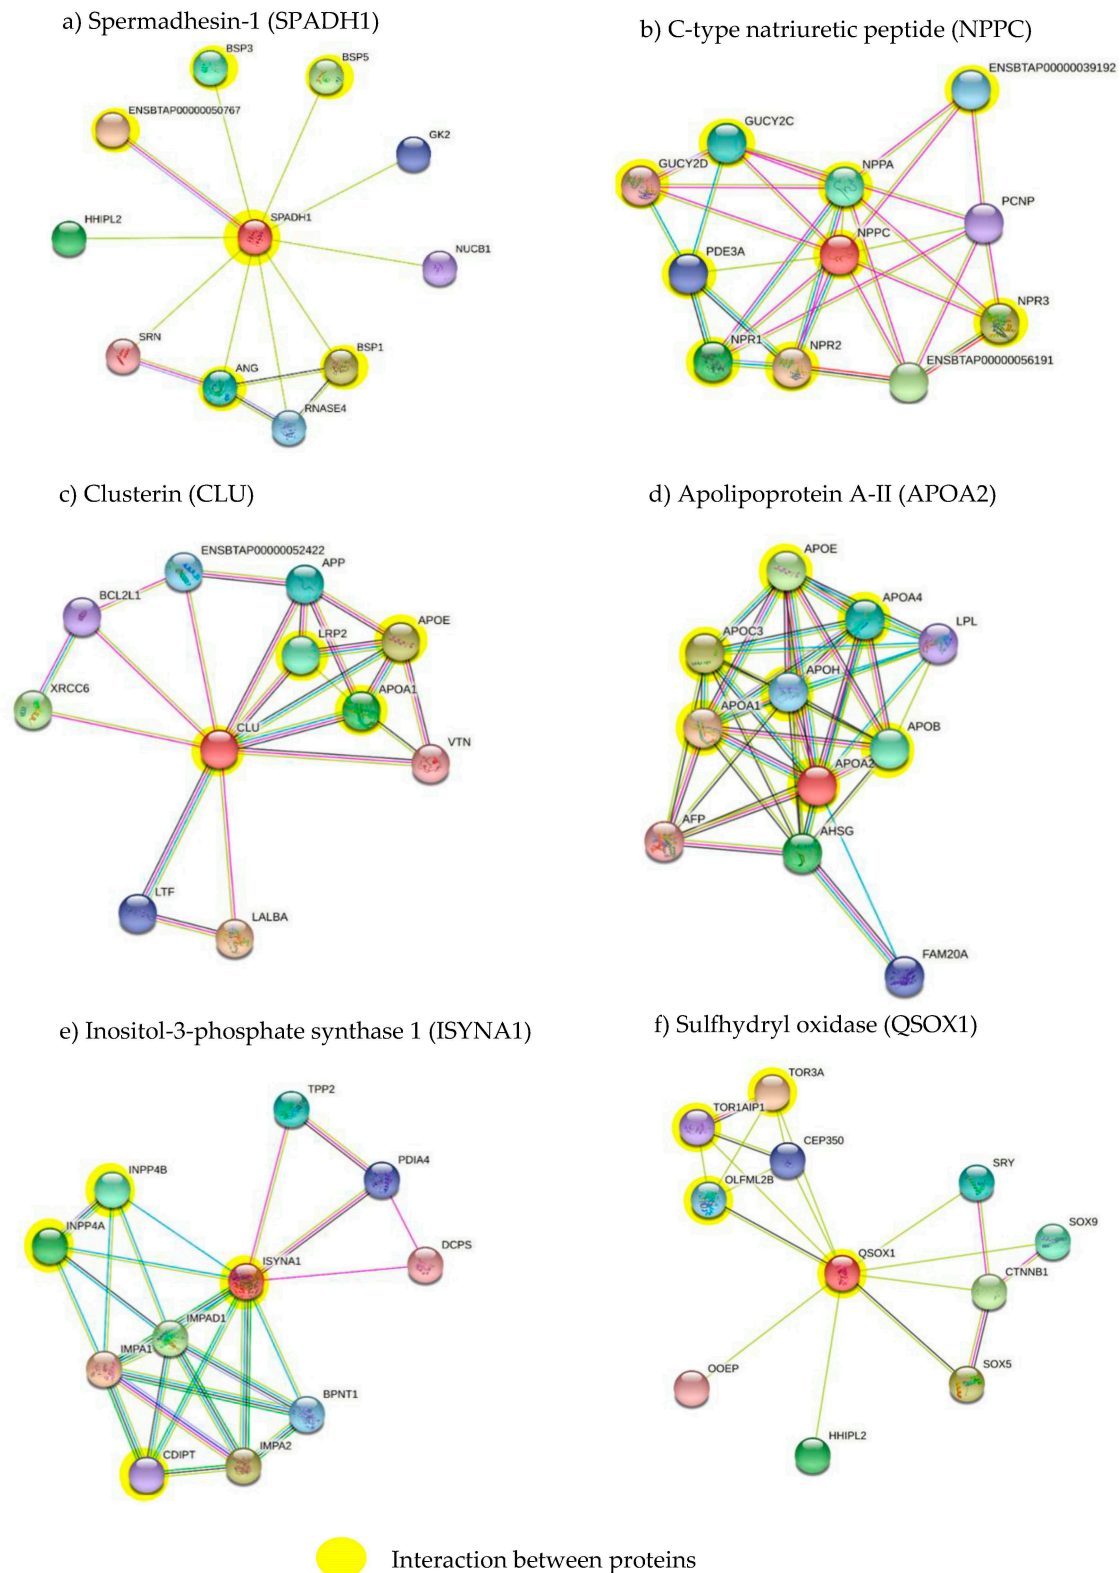 a) Spermadhesin-1 (SPADH1)
BSP3
BSP5
ENSBTAP00000050767
GK2
SPADH1
HHIPL2
NUCB1
SRN
ANG
BSP1
RNASE4
b) C-type natriuretic peptide (NPPC)
ENSBTAP00000039192
GUCY2C
GUCY2D
NPPA
PCNP
NPPC
PDE3A
NPR3
NPR1
NPR2
ENSBTAP00000056191
c) Clusterin (CLU)
ENSBTAP00000052422
APP
BCL2L1
APOE
LRP2
XRCC6
APOA1
CLU
VTN
LTF
LALBA
d) Apolipoprotein A-II (APOA2)
APOE
APOA4
LPL
APOC3
APOH
APOA1
APOB
APOA2
AFP
AHSG
FAM20A
e) Inositol-3-phosphate synthase 1 (ISYNA1)
TPP2
INPP4B
PDIA4
INPP4A
DCPS
ISYNA1
IMPAD1
IMPA1
BPNT1
CDIPT
IMPA2
f) Sulfhydryl oxidase (QSOX1)
TOR3A
TOR1AIP1
CEP350
OLFML2B
SRY
SOX9
QSOX1
CTNNB1
OOEP
SOX5
HHIPL2
Interaction between proteins